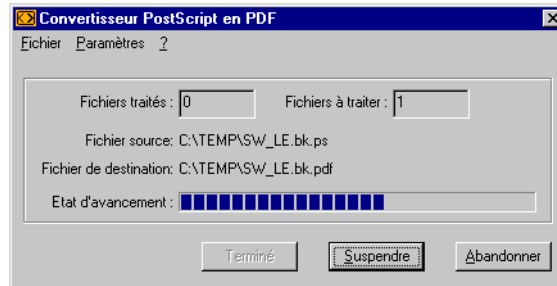 Convertisseur PostScript en PDF
Fichier Paramètres ?
Fichiers traités : 0 Fichiers à traiter : 1
Fichier source: C:\TEMP\SW_LE.bk.ps
Fichier de destination: C:\TEMP\SW_LE.bk.pdf
Etat d'avancement :
Terminé Suspendre Abandonner